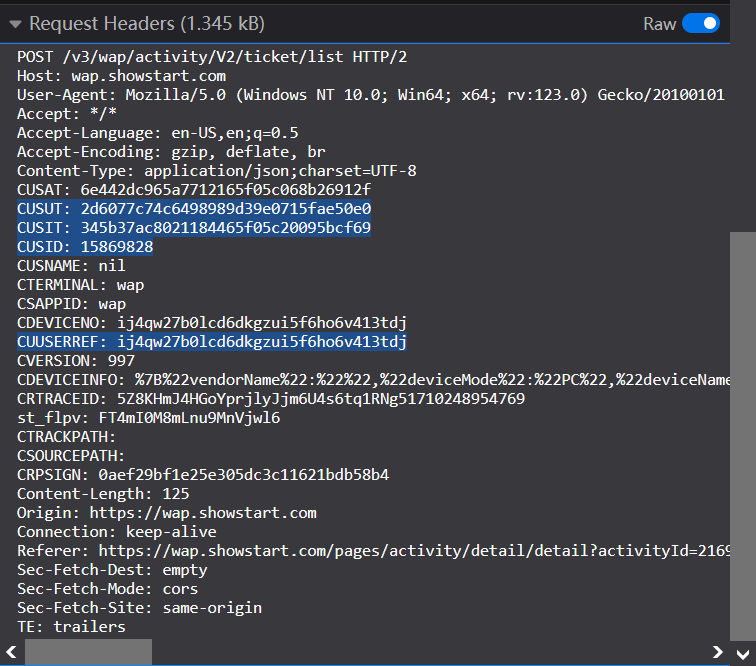 Request Headers (1.345 kB)
Raw
POST /v3/wap/activity/V2/ticket/list HTTP/2
Host: wap.showstart.com
User-Agent: Mozilla/5.0 (Windows NT 10.0; Win64; x64; rv:123.0) Gecko/20100101
Accept: */*
Accept-Language: en-US,en;q=0.5
Accept-Encoding: gzip, deflate, br
Content-Type: application/json;charset=UTF-8
CUSAT: 6e442dc965a7712165f05c068b26912f
CUSUT: 2d6077c74c6498989d39e0715fae50e0
CUSIT: 345b37ac8021184465f05c20095bcf69
CUSID: 15869828
CUSNAME: nil
CTERMINAL: wap
CSAPPID: wap
CDEVICENO: ij4qw27b0lcd6dkgzui5f6ho6v413tdj
CUUSERREF: ij4qw27b0lcd6dkgzui5f6ho6v413tdj
CVERSION: 997
CDEVICEINFO: %7B%22vendorName%22:%22%22,%22deviceMode%22:%22PC%22,%22deviceName
CRTRACEID: 5Z8KHmJ4HGoYprjlyJjm6U4s6tq1RNg51710248954769
st_flpv: FT4mI0M8mLnu9MnVjwl6
CTRACKPATH:
CSOURCEPATH:
CRPSIGN: 0aef29bf1e25e305dc3c11621bdb58b4
Content-Length: 125
Origin: https://wap.showstart.com
Connection: keep-alive
Referer: https://wap.showstart.com/pages/activity/detail/detail?activityId=2169
Sec-Fetch-Dest: empty
Sec-Fetch-Mode: cors
Sec-Fetch-Site: same-origin
TE: trailers